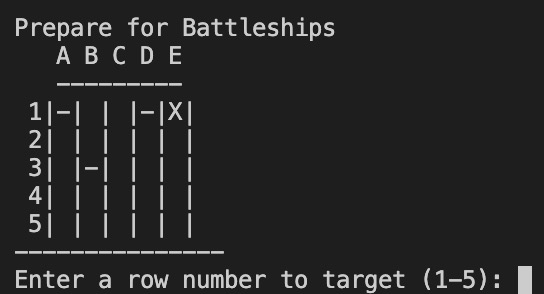 Prepare for Battleships
   A B C D E
   ---------
 1|-| | |-|X|
 2| | | | | |
 3| |-| | | |
 4| | | | | |
 5| | | | | |
---------------
Enter a row number to target (1-5):